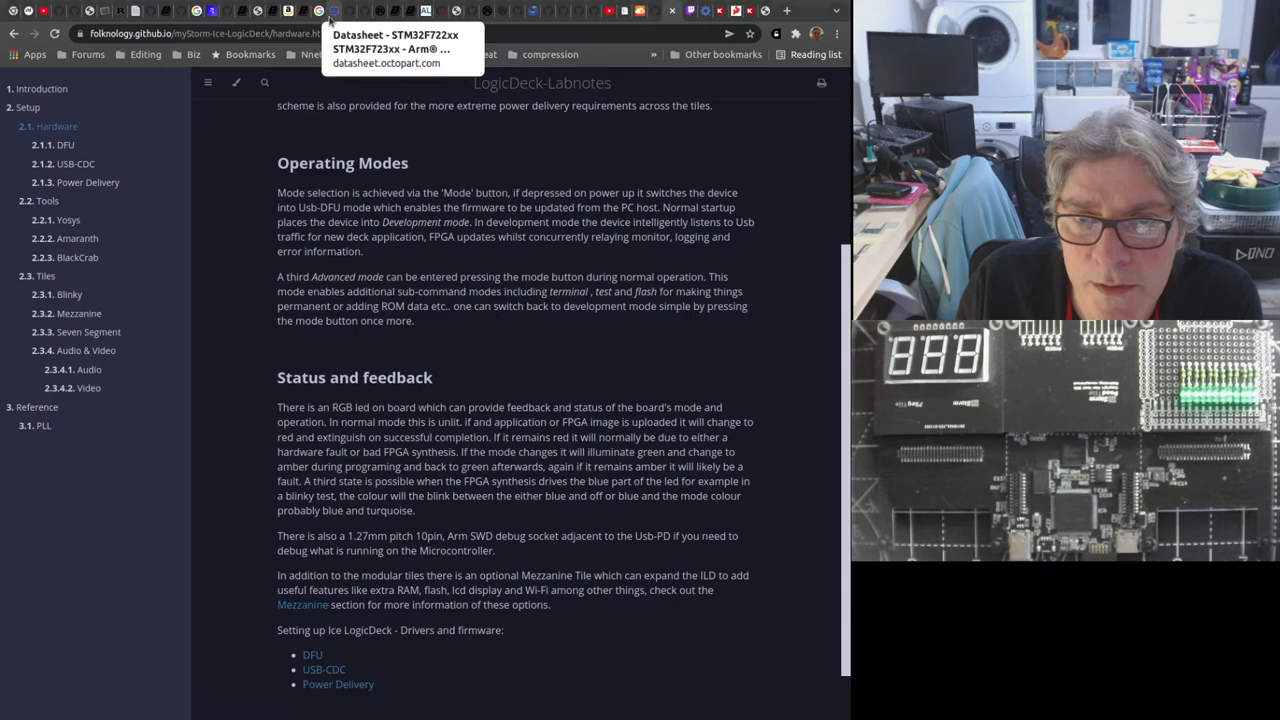 folknology.github.io/myStorm-Ice-LogicDeck/hardware.ht
Apps
Forums
Nnet
eat
compression
Other bookmarks
Reading list
Datasheet - STM32F722xx
STM32F723xx - Arm® ...
datasheet.octopart.com
LogicDeck-Labnotes
1. Introduction
2. Setup
2.1. Hardware
2.1.1. DFU
2.1.2. USB-CDC
2.1.3. Power Delivery
2.2. Tools
2.2.1. Yosys
2.2.2. Amaranth
2.2.3. BlackCrab
2.3. Tiles
2.3.1. Blinky
2.3.2. Mezzanine
2.3.3. Seven Segment
2.3.4. Audio & Video
2.3.4.1. Audio
2.3.4.2. Video
3. Reference
3.1. PLL
scheme is also provided for the more extreme power delivery requirements across the tiles.
Operating Modes
Mode selection is achieved via the 'Mode' button, if depressed on power up it switches the device
into Usb-DFU mode which enables the firmware to be updated from the PC host. Normal startup
places the device into Development mode. In development mode the device intelligently listens to Usb
traffic for new deck application, FPGA updates whilst concurrently relaying monitor, logging and
error information.
A third Advanced mode can be entered pressing the mode button during normal operation. This
mode enables additional sub-command modes including terminal , test and flash for making things
permanent or adding ROM data etc.. one can switch back to development mode simple by pressing
the mode button once more.
Status and feedback
There is an RGB led on board which can provide feedback and status of the board's mode and
operation. In normal mode this is unlit. if and application or FPGA image is uploaded it will change to
red and extinguish on successful completion. If it remains red it will normally be due to either a
hardware fault or bad FPGA synthesis. If the mode changes it will illuminate green and change to
amber during programing and back to green afterwards, again if it remains amber it will likely be a
fault. A third state is possible when the FPGA synthesis drives the blue part of the led for example in
a blinky test, the colour will the blink between the either blue and off or blue and the mode colour
probably blue and turquoise.
There is also a 1.27mm pitch 10pin, Arm SWD debug socket adjacent to the Usb-PD if you need to
debug what is running on the Microcontroller.
In addition to the modular tiles there is an optional Mezzanine Tile which can expand the ILD to add
useful features like extra RAM, flash, lcd display and Wi-Fi among other things, check out the
Mezzanine section for more information of these options.
Setting up Ice LogicDeck - Drivers and firmware:
DFU
USB-CDC
Power Delivery
888